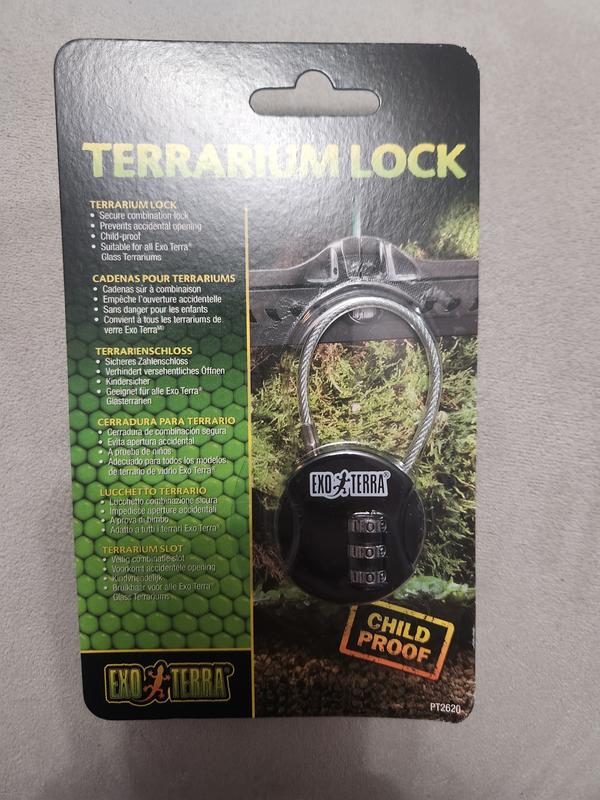 TERRARIUM LOCK
TERRARIUM LOCK
• Secure combination lock
• Prevents accidental opening
• Child-proof
• Suitable for all Exo Terra®
Glass Terrariums
CADENAS POUR TERRARIUMS
• Cadenas sûr à combinaison
• Empêche l'ouverture accidentelle
• Sans danger pour les enfants
• Convient à tous les terrariums de
verre Exo Terra
TERRARIENSCHLOSS
• Sicheres Zahlenschloss
• Verhindert versehentliches Öffnen
• Kindersicher
• Geeignet für alle Exo Terra®
Glasterrarien
CERRADURA PARA TERRARIO
• Cerradura de combinación segura
• Evita apertura accidental
• A prueba de niños
• Adecuado para todos los modelos
de terrario de vidrio Exo Terra®
LUCCHETTO TERRARIO
• Lucchetto combinazione sicura
• Impedisce aperture accidentali
• A prova di bimbo
• Adatto a tutti i terrari Exo Terra®
TERRARIUM SLOT
• Veilig combinatieslot
• Voorkomt accidentele opening
• Kindvriendelijk
• Bruikbaar voor alle Exo Terra®
Glass Terrariums
EXO TERRA®
0
0
0
CHILD
PROOF
EXO TERRA®
PT2620